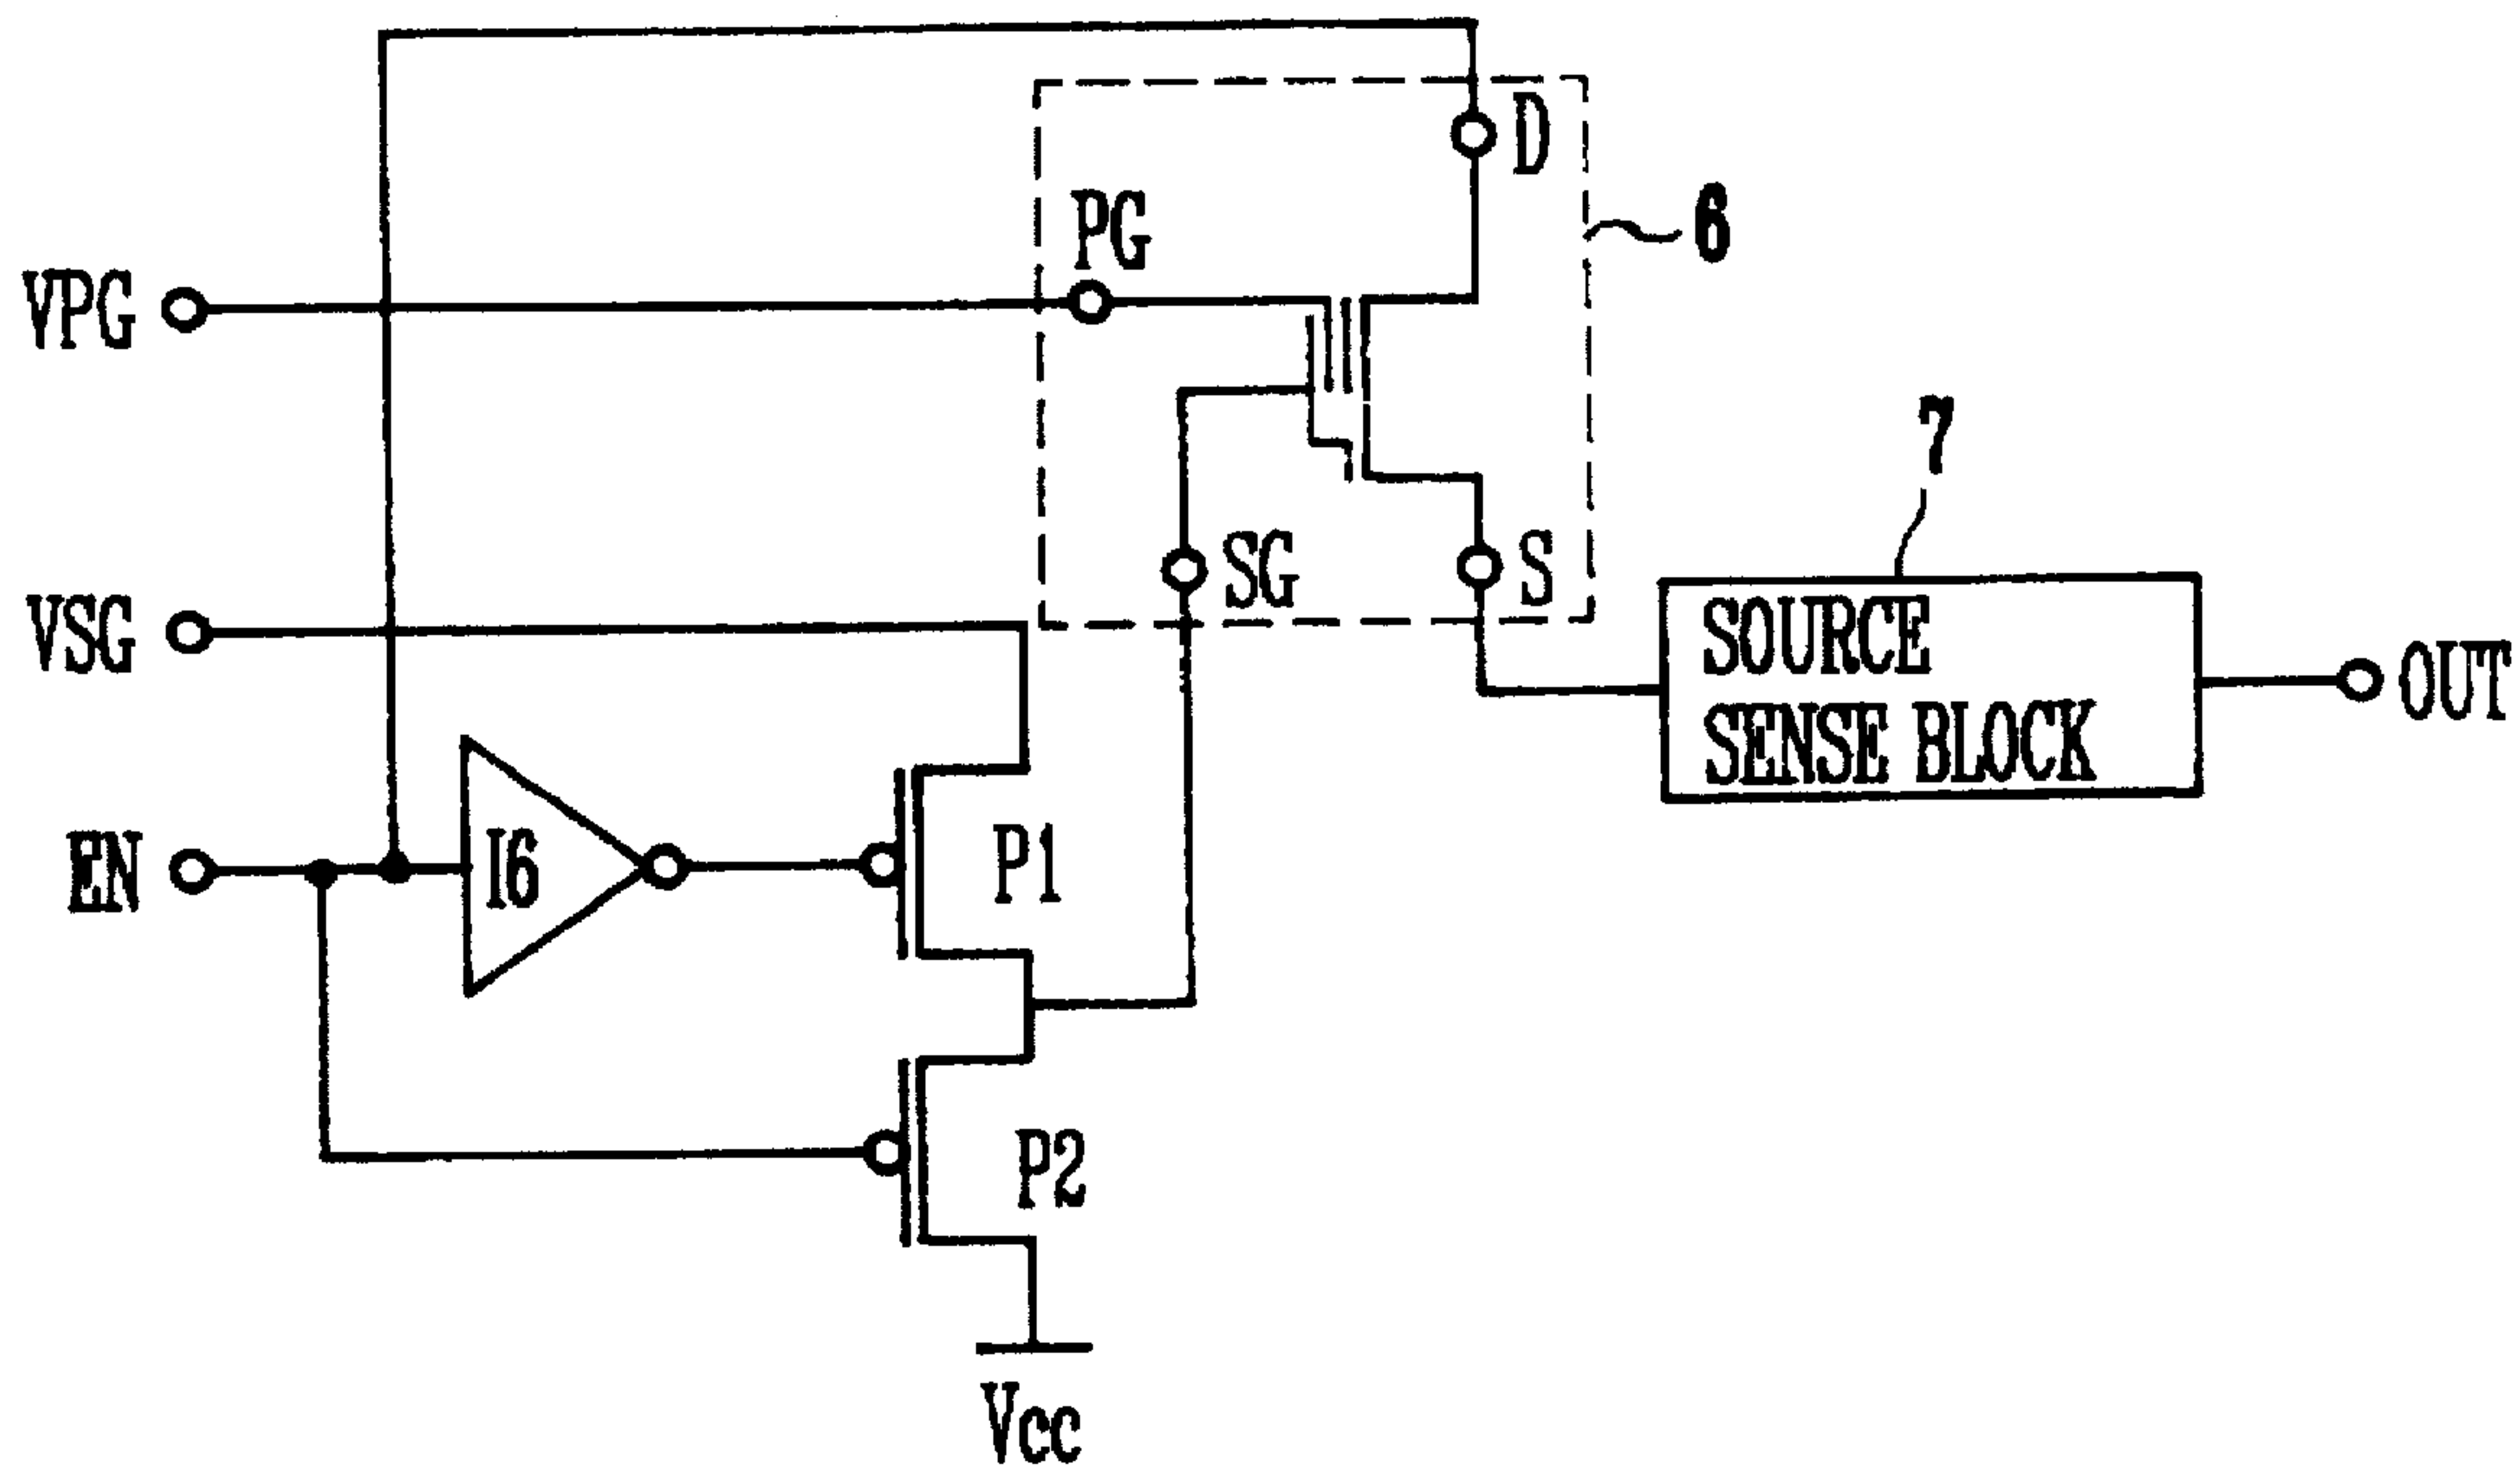 D
PG
6
VPG
7
SG
S
VSG
SOURCE
SENSE BLOCK
OUT
EN
I6
P1
P2
Vcc